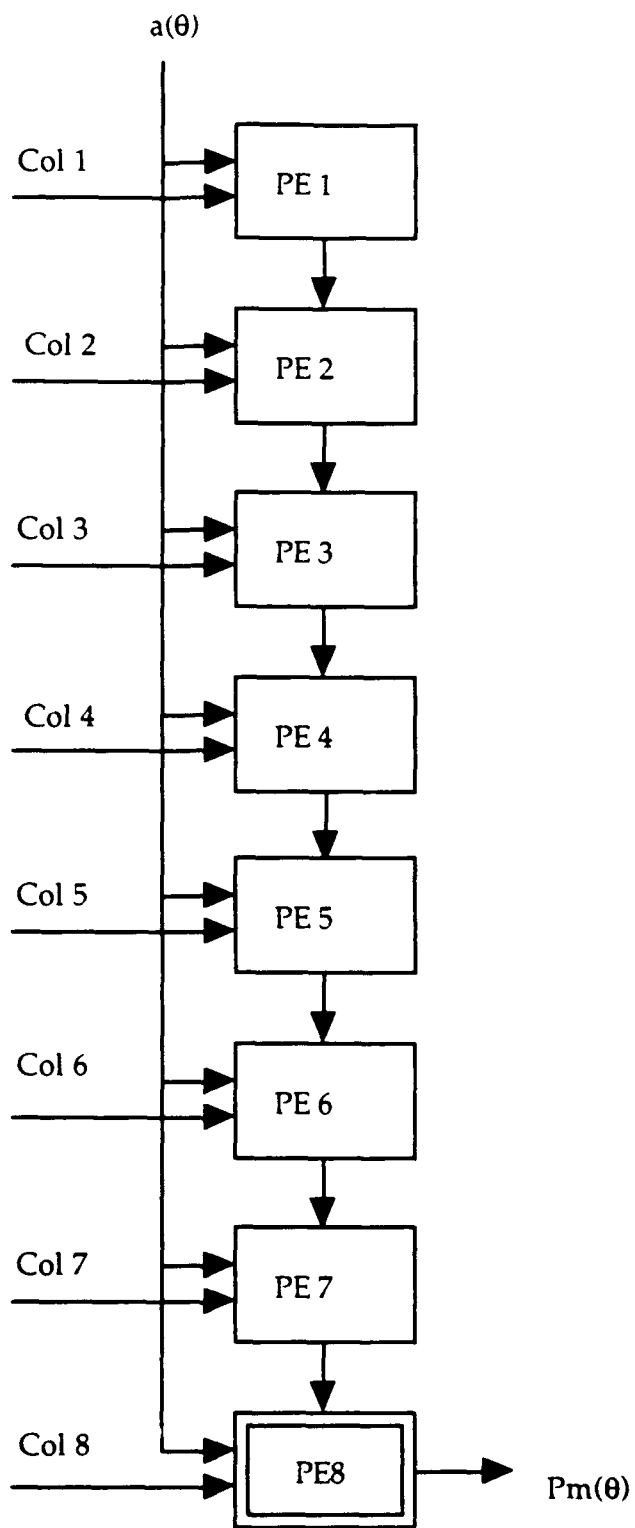 a(θ)
Col 1
PE 1
Col 2
PE 2
Col 3
PE 3
Col 4
PE 4
Col 5
PE 5
Col 6
PE 6
Col 7
PE 7
Col 8
PE8
Pm(θ)